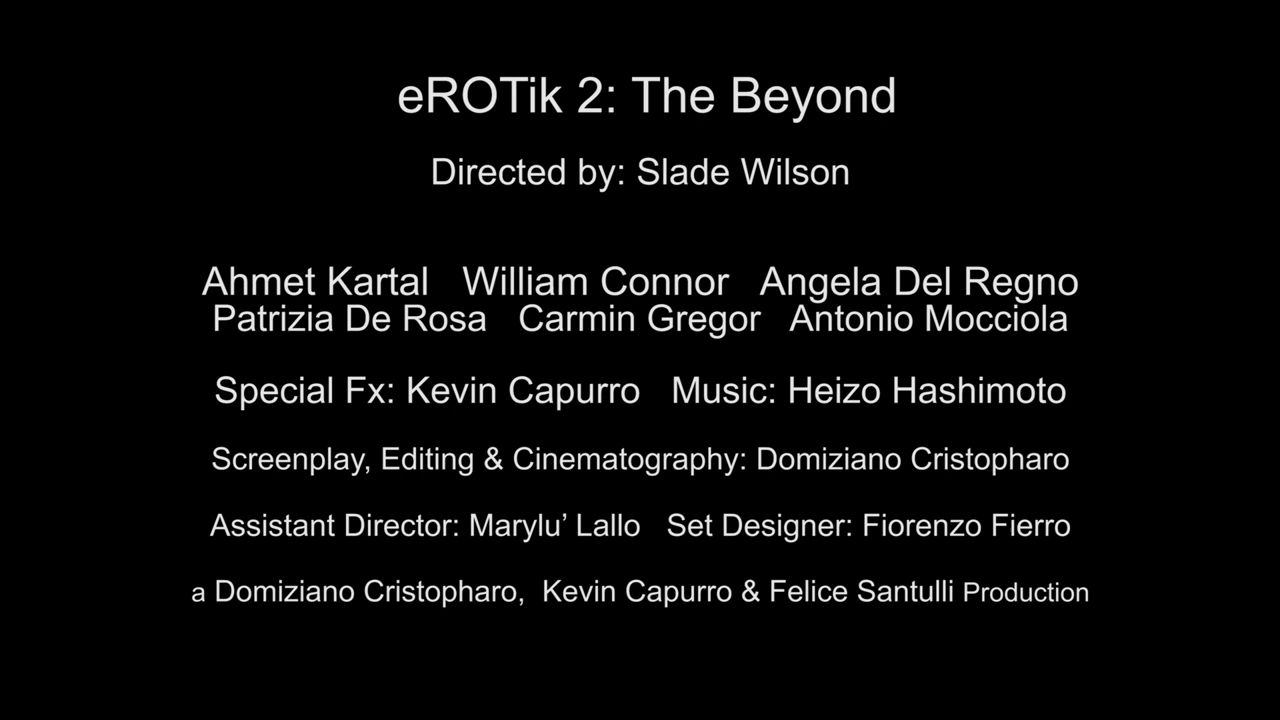 eROTik 2: The Beyond
Directed by: Slade Wilson
Ahmet Kartal William Connor Angela Del Regno
Patrizia De Rosa Carmin Gregor Antonio Mocciola
Special Fx: Kevin Capurro Music: Heizo Hashimoto
Screenplay, Editing & Cinematography: Domiziano Cristopharo
Assistant Director: Marylu’ Lallo Set Designer: Fiorenzo Fierro
a Domiziano Cristopharo, Kevin Capurro & Felice Santulli Production